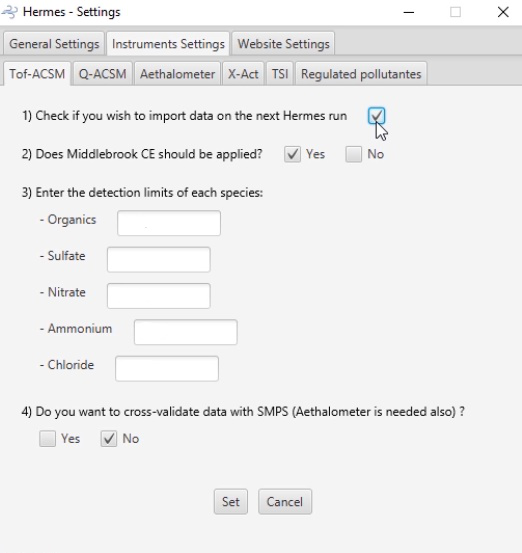 Hermes - Settings
General Settings Instruments Settings Website Settings
Tof-ACSM Q-ACSM Aethalometer X-Act TSI Regulated pollutantes
1) Check if you wish to import data on the next Hermes run
2) Does Middlebrook CE should be applied? Yes No
3) Enter the detection limits of each species:
- Organics
- Sulfate
- Nitrate
- Ammonium
- Chloride
4) Do you want to cross-validate data with SMPS (Aethalometer is needed also) ?
Yes No
Set Cancel